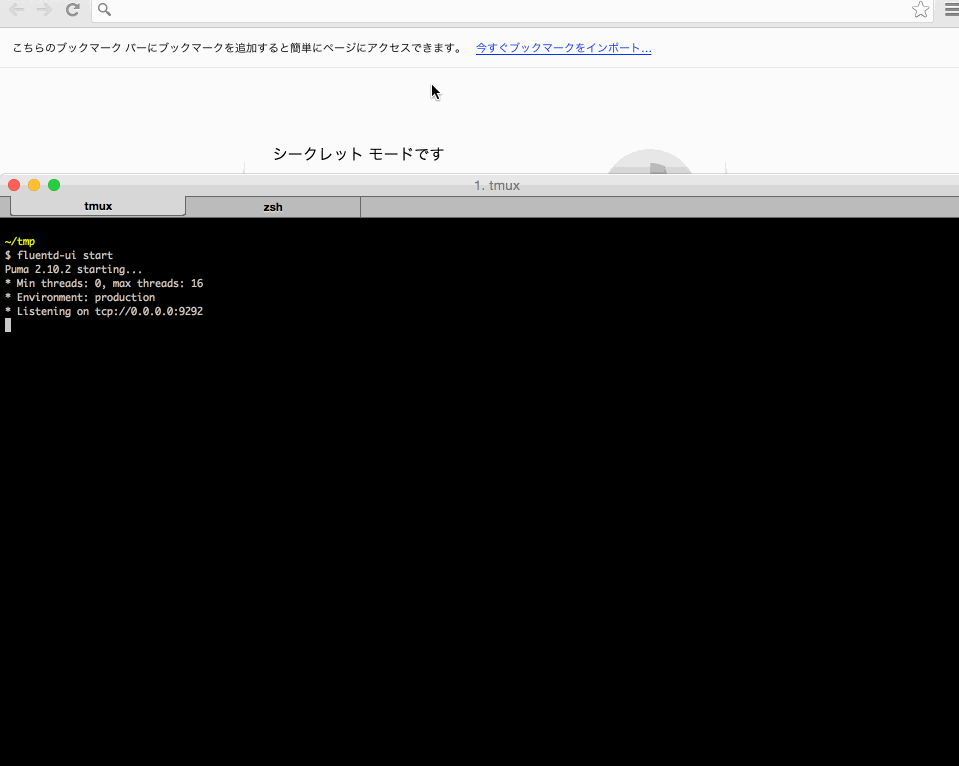 こちらのブックマーク バーにブックマークを追加すると簡単にページにアクセスできます。 今すぐブックマークをインポート...
シークレット モードです
1. tmux
tmux zsh
~/tmp
$ fluentd-ui start
Puma 2.10.2 starting...
* Min threads: 0, max threads: 16
* Environment: production
* Listening on tcp://0.0.0.0:9292